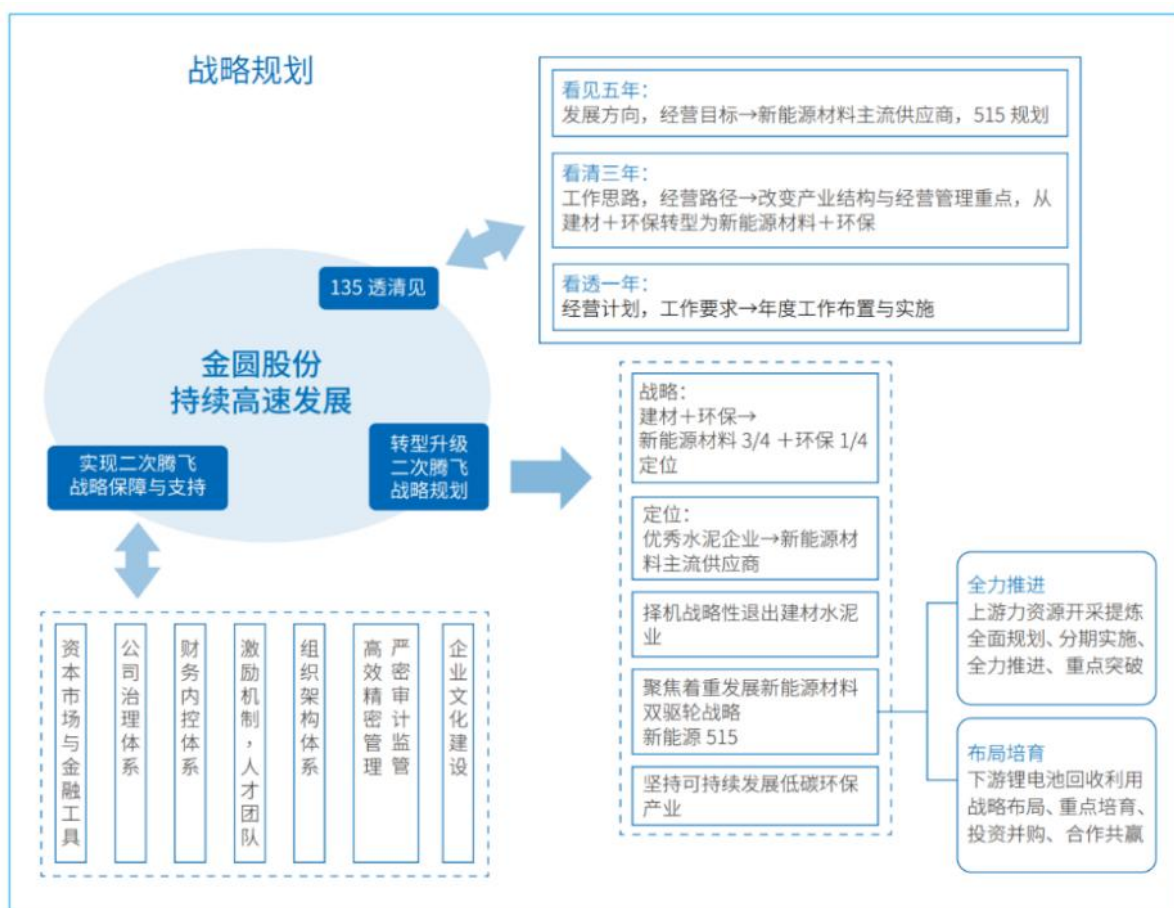 战略规划
看见五年：
发展方向，经营目标→新能源材料主流供应商，515 规划
看清三年：
工作思路，经营路径→改变产业结构与经营管理重点，从
建材＋环保转型为新能源材料＋环保
看透一年：
经营计划，工作要求→年度工作布置与实施
135 透清见
金圆股份
持续高速发展
实现二次腾飞
战略保障与支持
转型升级
二次腾飞
战略规划
战略：
建材＋环保→
新能源材料 3/4 ＋环保 1/4
定位
定位：
优秀水泥企业→新能源材
料主流供应商
择机战略性退出建材水泥
业
聚焦着重发展新能源材料
双驱轮战略
新能源 515
坚持可持续发展低碳环保
产业
全力推进
上游力资源开采提炼
全面规划、分期实施、
全力推进、重点突破
布局培育
下游锂电池回收利用
战略布局、重点培育、
投资并购、合作共赢
资本市场与金融工具
公司治理体系
财务内控体系
激励机制，人才团队
组织架构体系
严密审计监管
高效精密管理
企业文化建设